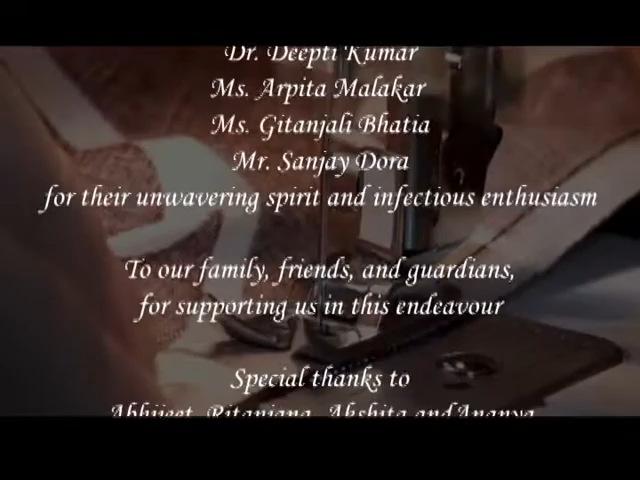 Dr. Deepti Kumar
Ms. Arpita Malakar
Ms. Gitanjali Bhatia
Mr. Sanjay Dora
for their unwavering spirit and infectious enthusiasm
To our family, friends, and guardians,
for supporting us in this endeavour
Special thanks to
Abhijeet, Ritanjana, Akshita and Ananya